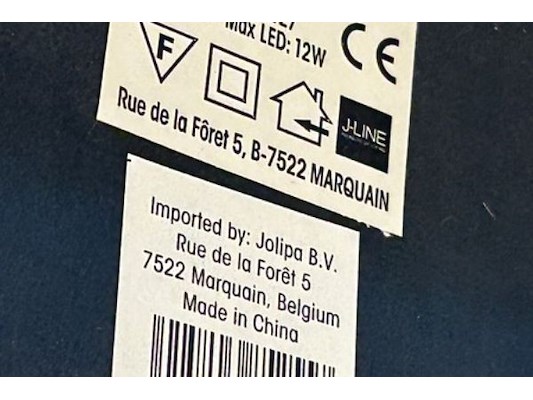 Max LED: 12W
F
CE
J-LINE
Rue de la Fôret 5, B-7522 MARQUAIN
Imported by: Jolipa B.V.
Rue de la Forêt 5
7522 Marquain, Belgium
Made in China